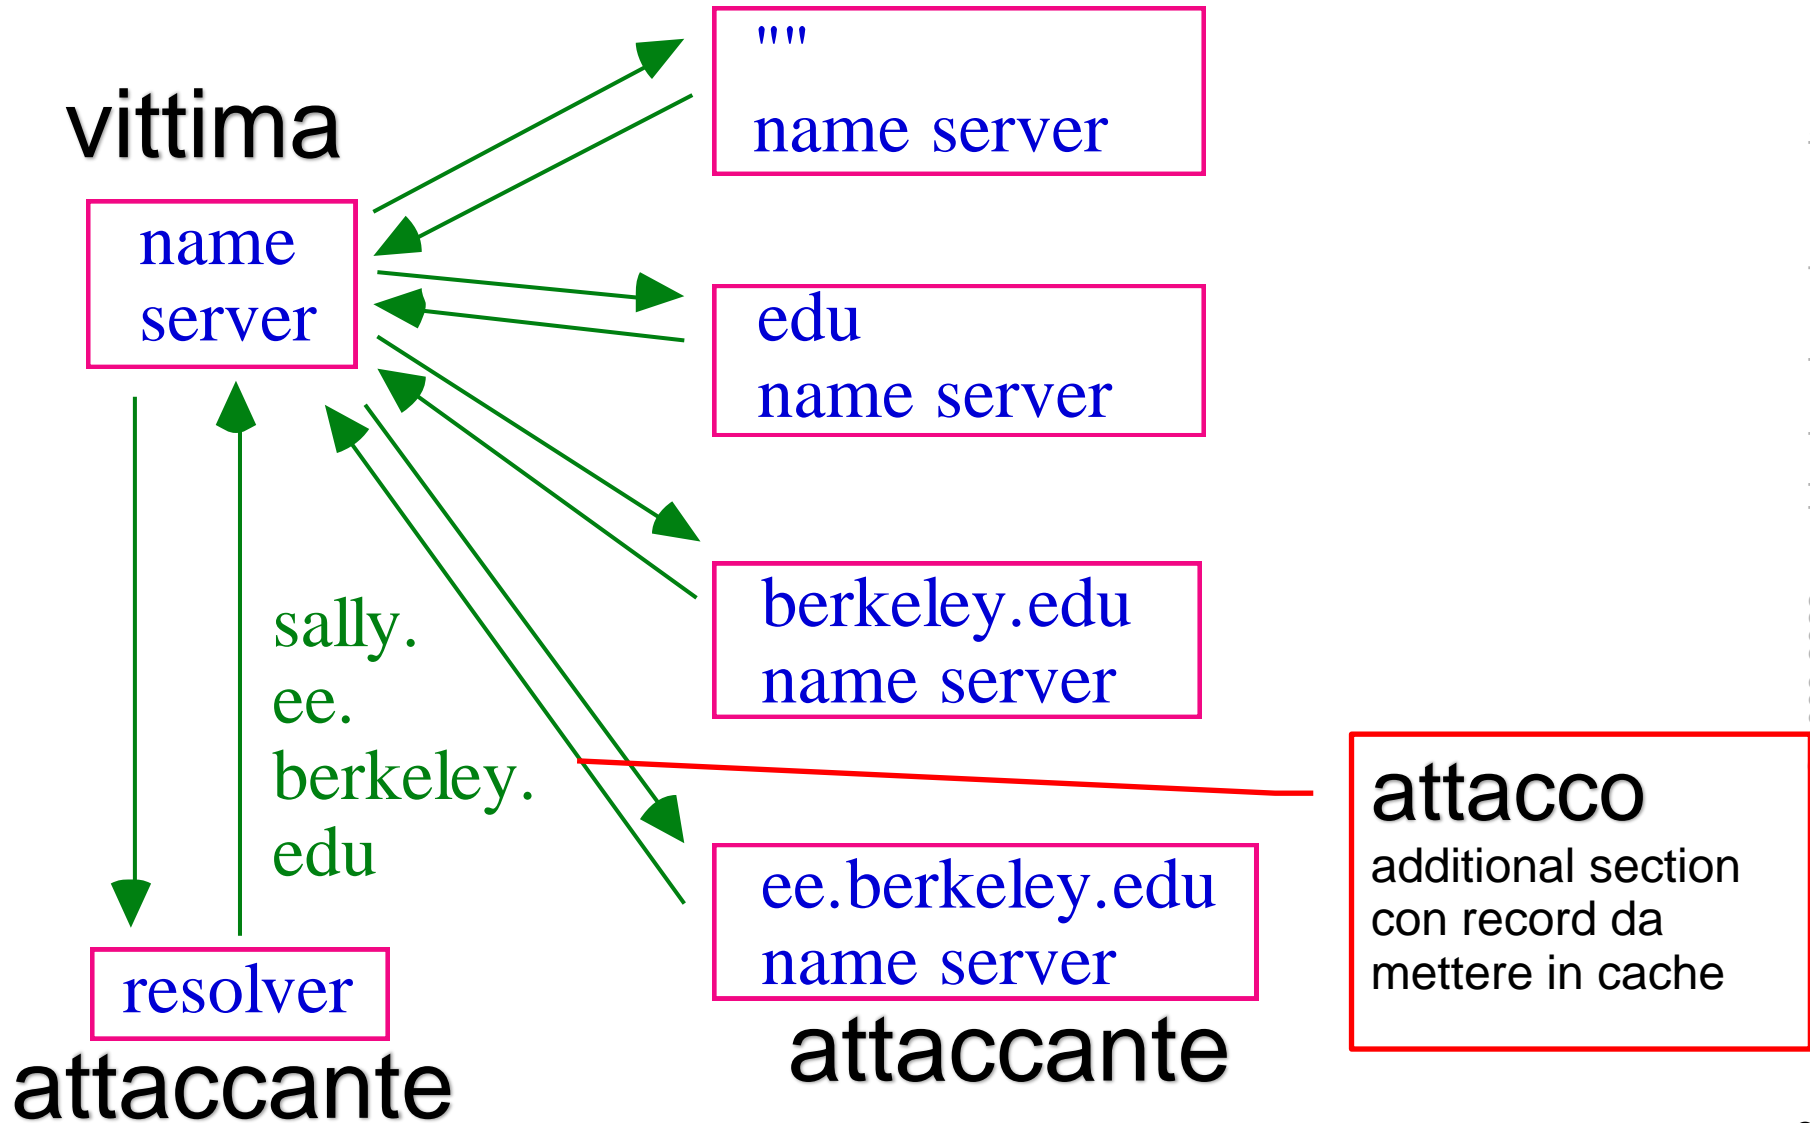 ""
name server
vittima
name
server
edu
name server
sally.
ee.
berkeley.
edu
berkeley.edu
name server
attacco
additional section
con record da
mettere in cache
ee.berkeley.edu
name server
resolver
attaccante
attaccante